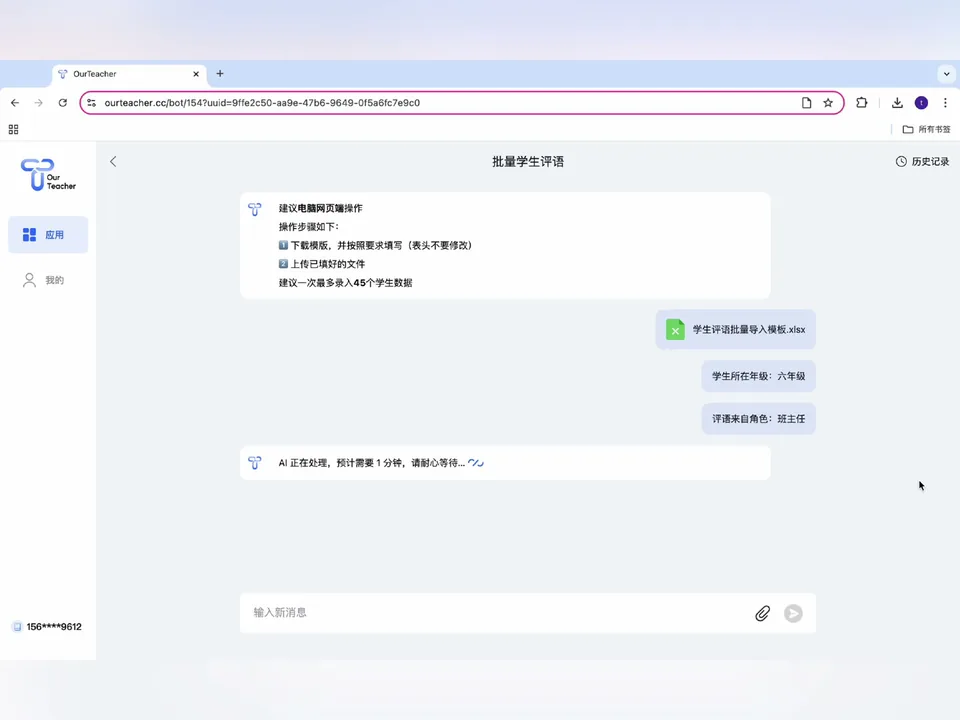 OurTeacher
ourteacher.cc/bot/154?uuid=9ffe2c50-aa9e-47b6-9649-0f5a6fc7e9c0
t
所有书签
Our
Teacher
批量学生评语
历史记录
应用
我的
建议电脑网页端操作
操作步骤如下：
1️⃣ 下载模版，并按照要求填写（表头不要修改）
2️⃣ 上传已填好的文件
建议一次最多录入45个学生数据
学生评语批量导入模板.xlsx
学生所在年级：六年级
评语来自角色：班主任
AI 正在处理，预计需要 1 分钟，请耐心等待...
输入新消息
156****9612